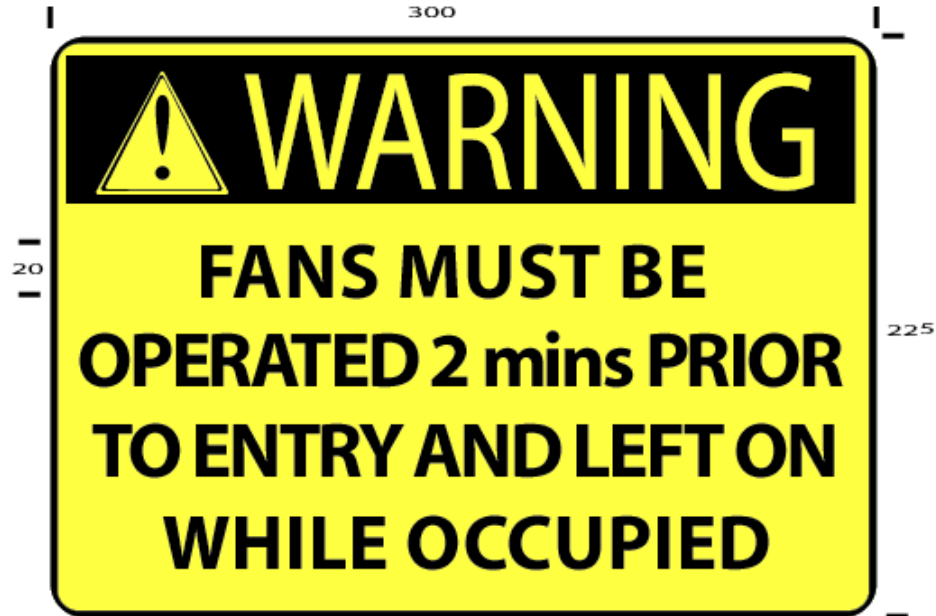 300
WARNING
20
FANS MUST BE
225
OPERATED 2 mins PRIOR
TO ENTRY AND LEFT ON
WHILE OCCUPIED